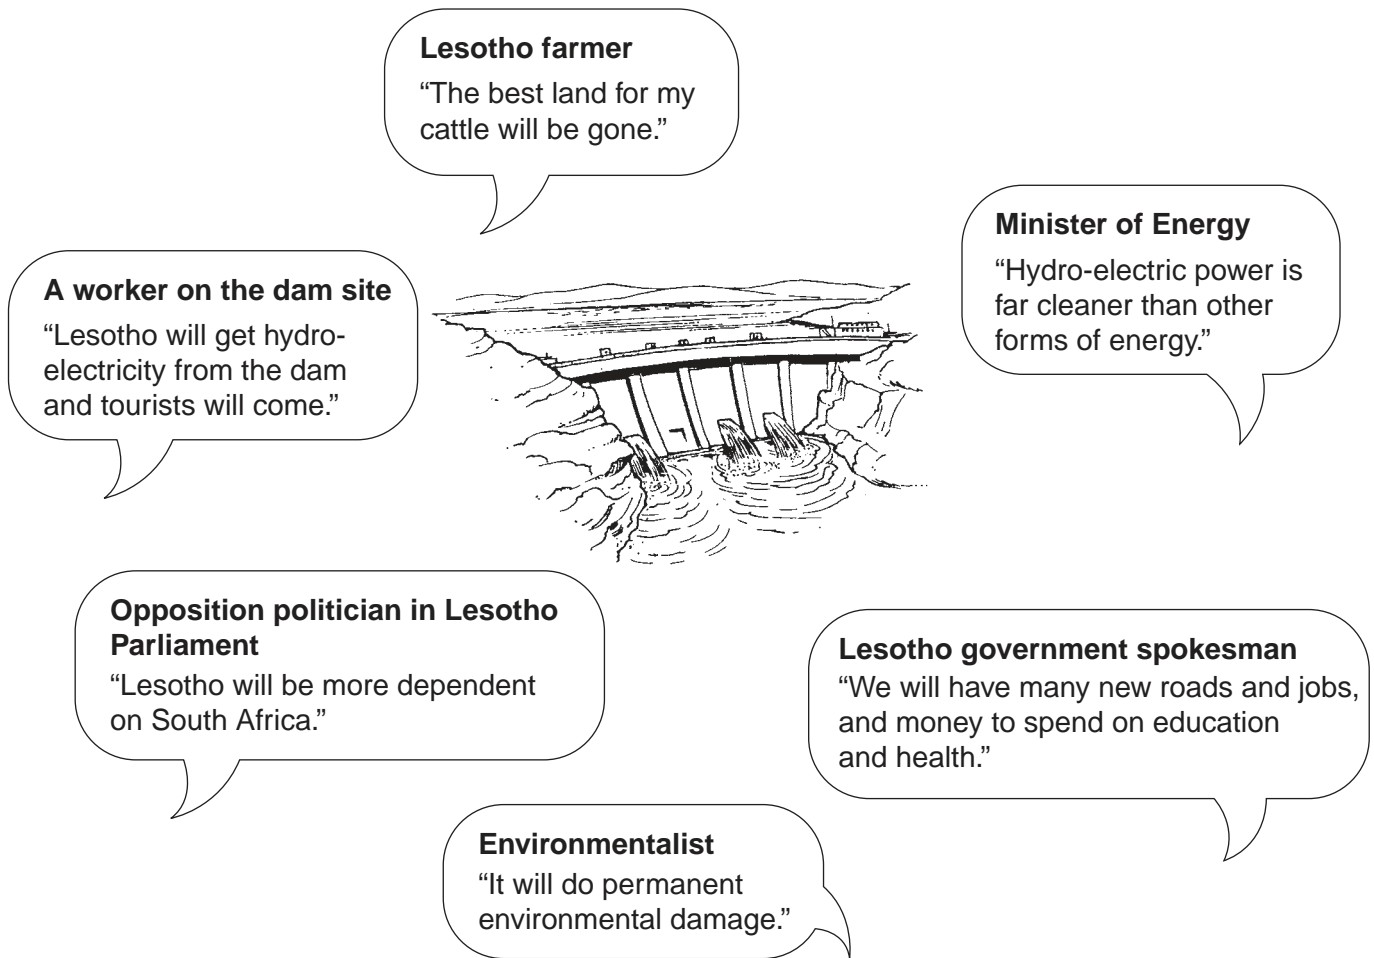 Lesotho farmer
“The best land for my
cattle will be gone.”
Minister of Energy
“Hydro-electric power is
far cleaner than other
forms of energy.”
A worker on the dam site
“Lesotho will get hydro-
electricity from the dam
and tourists will come.”
Opposition politician in Lesotho
Parliament
“Lesotho will be more dependent
on South Africa.”
Lesotho government spokesman
“We will have many new roads and jobs,
and money to spend on education
and health.”
Environmentalist
“It will do permanent
environmental damage.”